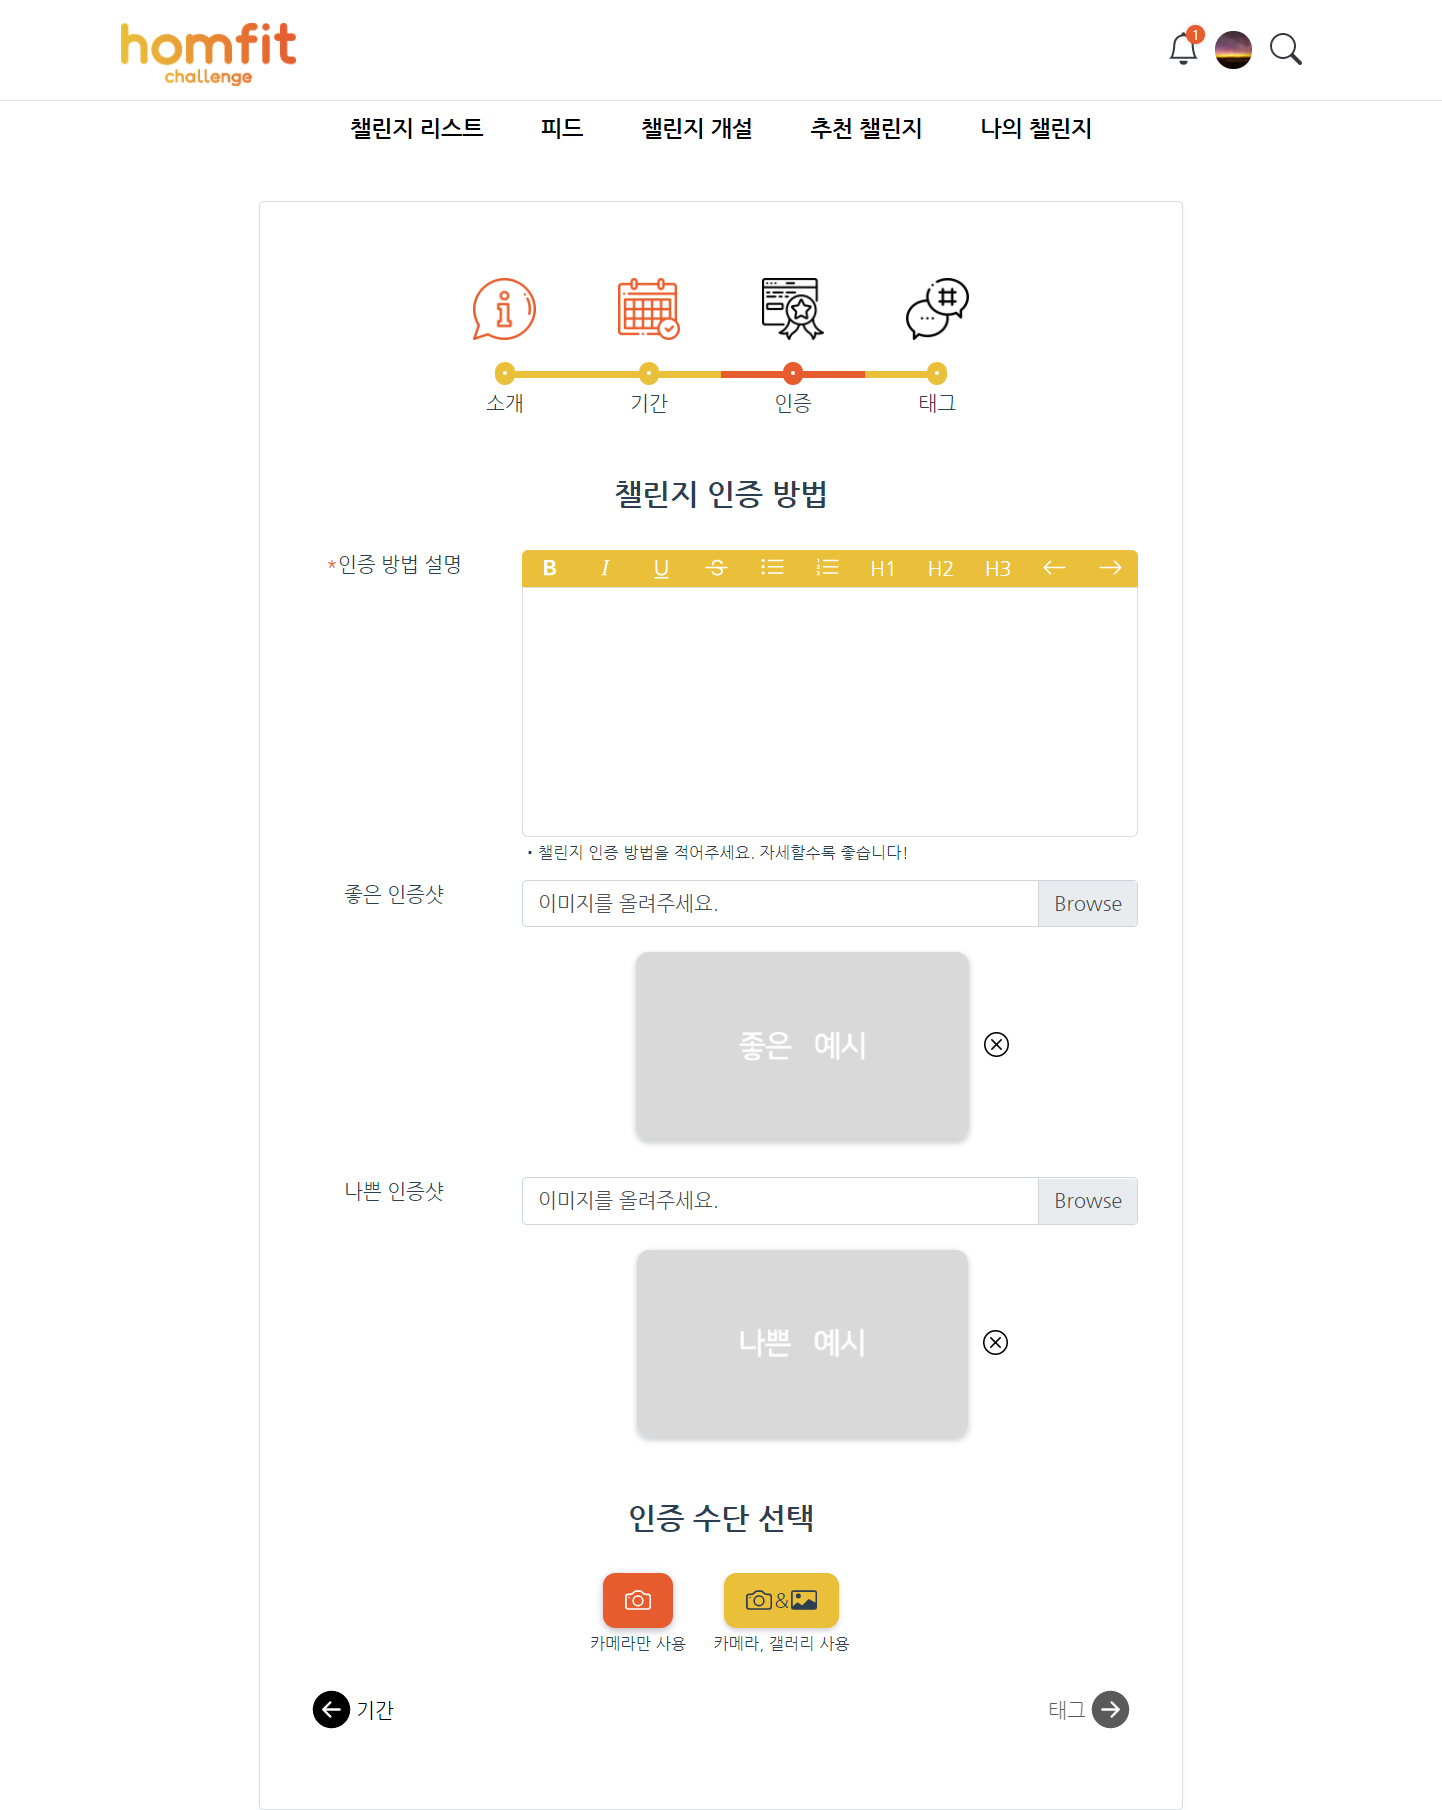 homfit
challenge
1
챌린지 리스트 피드 챌린지 개설 추천 챌린지 나의 챌린지
소개 기간 인증 태그
챌린지 인증 방법
*인증 방법 설명
B I U S H1 H2 H3
• 챌린지 인증 방법을 적어주세요. 자세할수록 좋습니다!
좋은 인증샷
이미지를 올려주세요. Browse
좋은 예시
나쁜 인증샷
이미지를 올려주세요. Browse
나쁜 예시
인증 수단 선택
&
카메라만 사용 카메라, 갤러리 사용
기간 태그